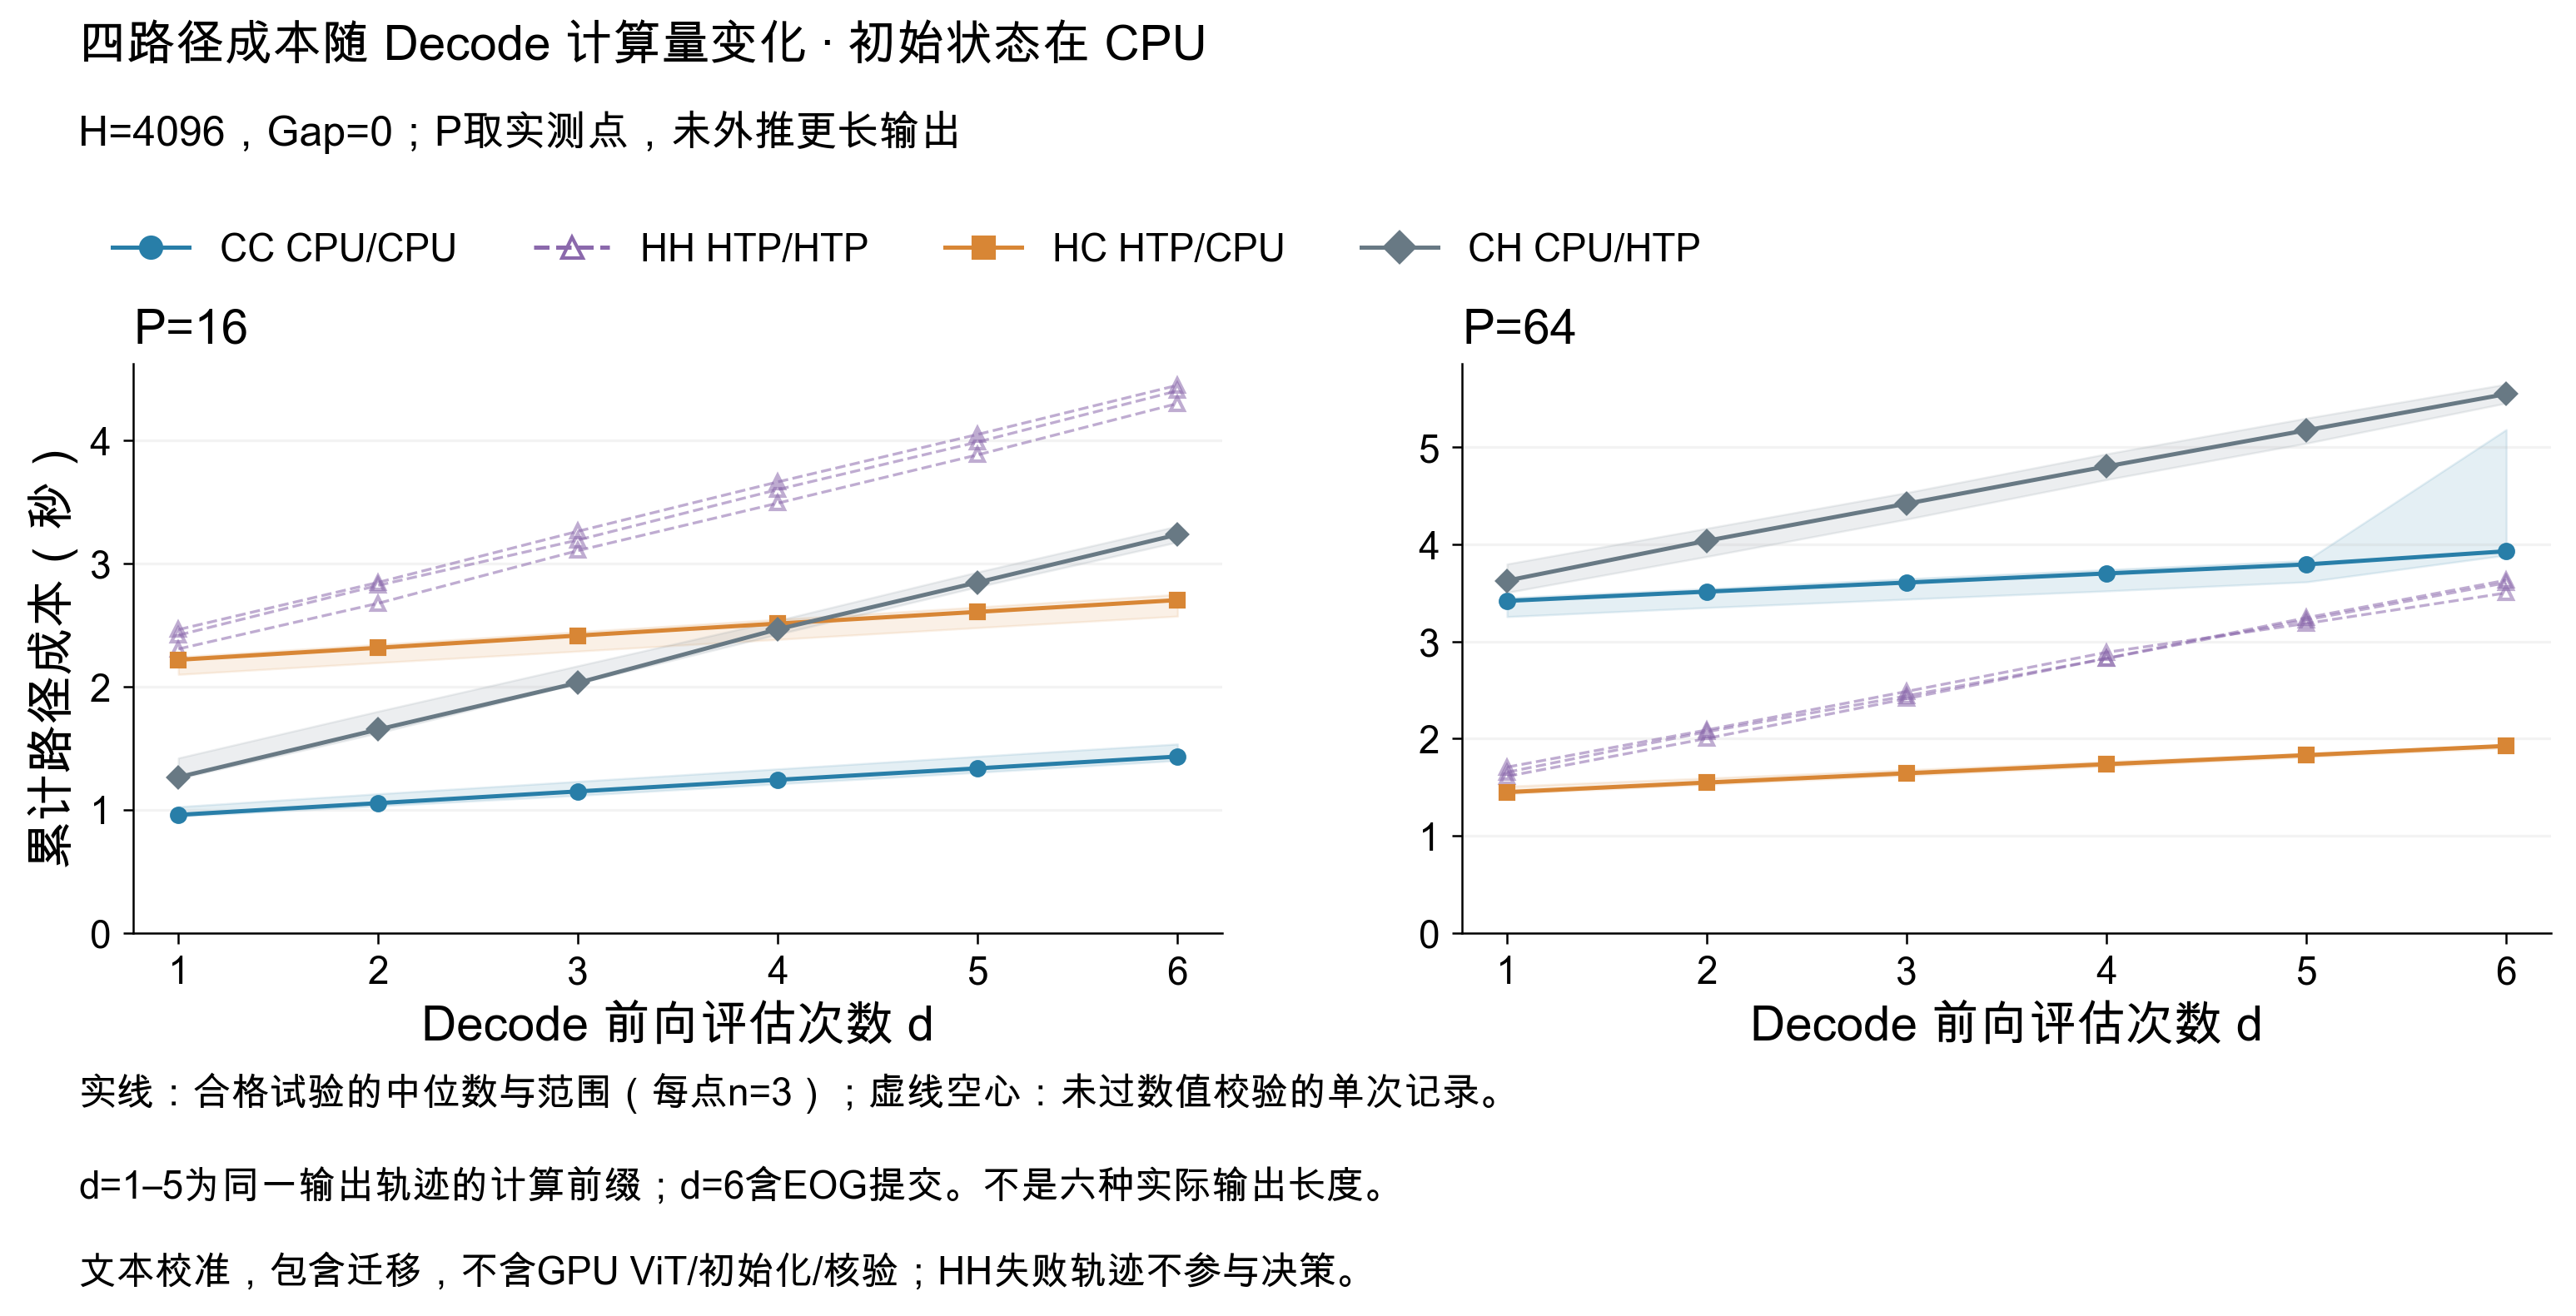 四路径成本随 Decode 计算量变化 · 初始状态在 CPU
H=4096，Gap=0；P取实测点，未外推更长输出
CC CPU/CPU
HH HTP/HTP
HC HTP/CPU
CH CPU/HTP
P=16
累计路径成本（秒）
4
3
2
1
0
1 2 3 4 5 6
Decode 前向评估次数 d
P=64
5
4
3
2
1
0
1 2 3 4 5 6
Decode 前向评估次数 d
实线：合格试验的中位数与范围（每点n=3）；虚线空心：未过数值校验的单次记录。
d=1–5为同一输出轨迹的计算前缀；d=6含EOG提交。不是六种实际输出长度。
文本校准，包含迁移，不含GPU ViT/初始化/核验；HH失败轨迹不参与决策。